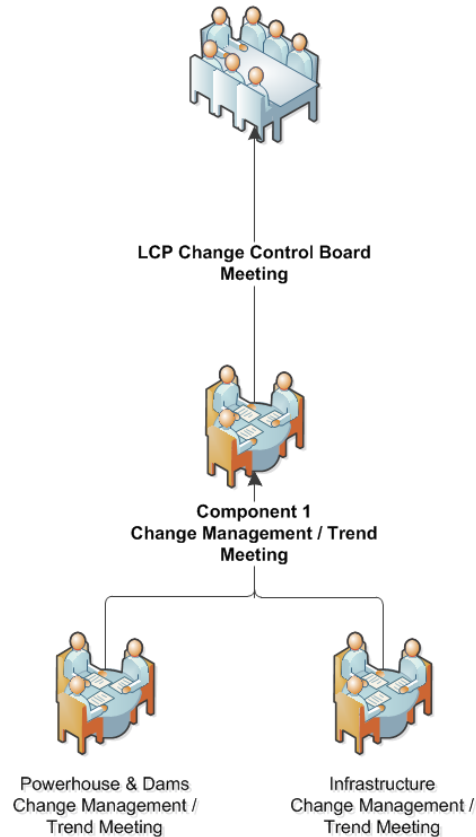 LCP Change Control Board
Meeting
Component 1
Change Management / Trend
Meeting
Powerhouse & Dams
Change Management /
Trend Meeting
Infrastructure
Change Management /
Trend Meeting